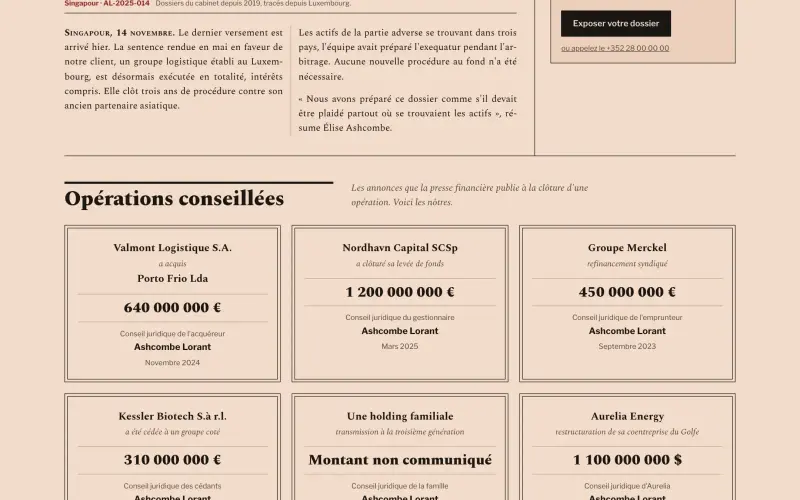 Singapour · AL-2025-014 Dossiers du cabinet depuis 2019, tracés depuis Luxembourg.
Singapour, 14 novembre. Le dernier versement est
arrivé hier. La sentence rendue en mai en faveur de
notre client, un groupe logistique établi au Luxem-
bourg, est désormais exécutée en totalité, intérêts
compris. Elle clôt trois ans de procédure contre son
ancien partenaire asiatique.
Les actifs de la partie adverse se trouvant dans trois
pays, l'équipe avait préparé l'exequatur pendant l'ar-
bitrage. Aucune nouvelle procédure au fond n'a été
nécessaire.
« Nous avons préparé ce dossier comme s'il devait
être plaidé partout où se trouvaient les actifs », ré-
sume Élise Ashcombe.
Exposer votre dossier
ou appelez le +352 28 00 00 00
Opérations conseillées
Les annonces que la presse financière publie à la clôture d'une
opération. Voici les nôtres.
Valmont Logistique S.A.
a acquis
Porto Frio Lda
640 000 000 €
Conseil juridique de l'acquéreur
Ashcombe Lorant
Novembre 2024
Nordhavn Capital SCSp
a clôturé sa levée de fonds
1 200 000 000 €
Conseil juridique du gestionnaire
Ashcombe Lorant
Mars 2025
Groupe Merckel
refinancement syndiqué
450 000 000 €
Conseil juridique de l'emprunteur
Ashcombe Lorant
Septembre 2023
Kessler Biotech S.à r.l.
a été cédée à un groupe coté
310 000 000 €
Conseil juridique des cédants
Ashcombe Lorant
Une holding familiale
transmission à la troisième génération
Montant non communiqué
Conseil juridique de la famille
Ashcombe Lorant
Aurelia Energy
restructuration de sa coentreprise du Golfe
1 100 000 000 $
Conseil juridique d'Aurelia
Ashcombe Lorant